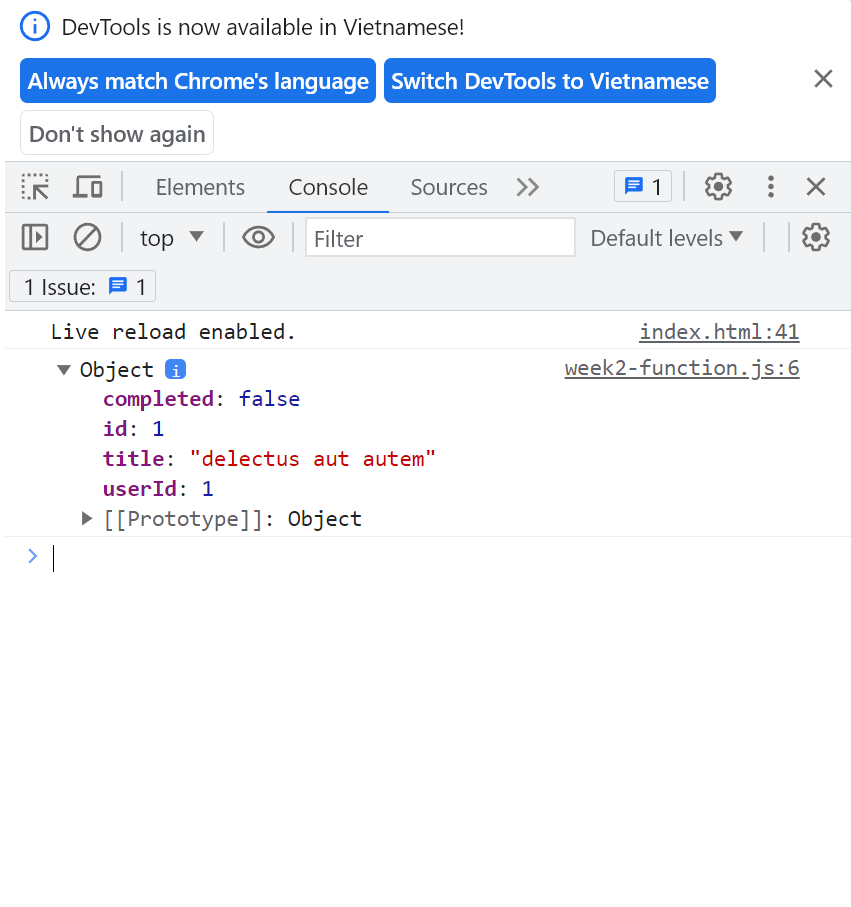 DevTools is now available in Vietnamese!
Always match Chrome's language Switch DevTools to Vietnamese
Don't show again
Elements Console Sources 1
top Filter Default levels
1 Issue: 1
Live reload enabled. index.html:41
Object i week2-function.js:6
completed: false
id: 1
title: "delectus aut autem"
userId: 1
[[Prototype]]: Object